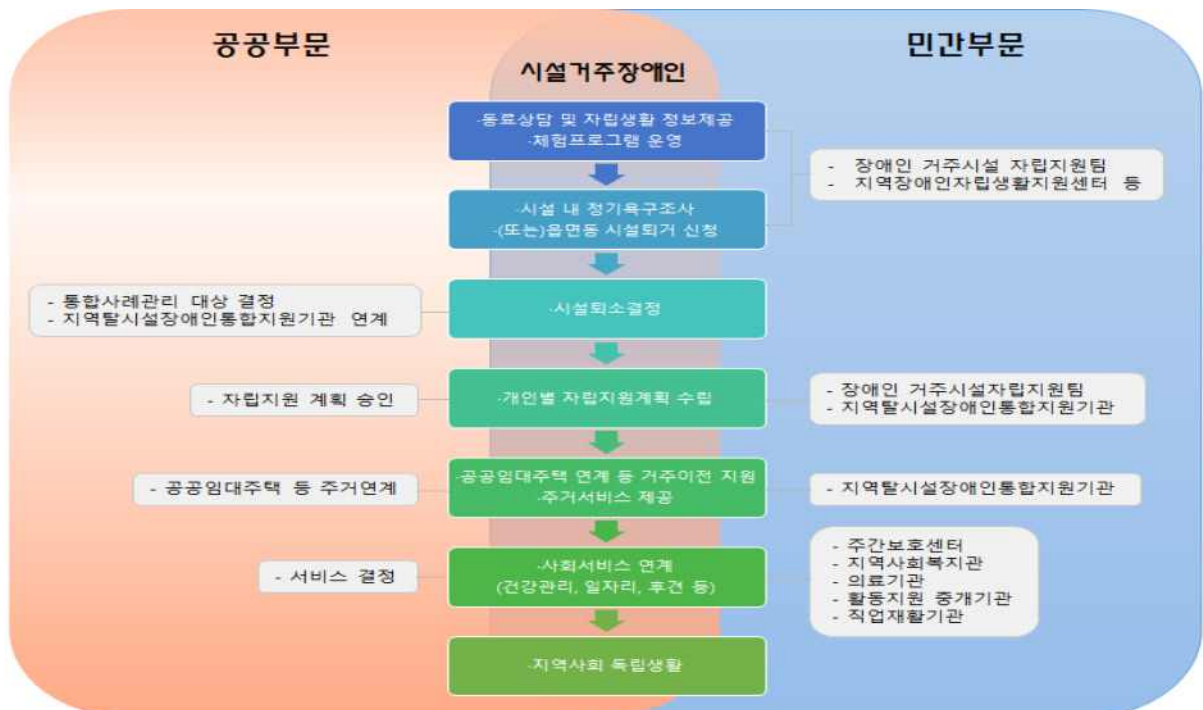 공공부문
민간부문
시설거주장애인
·동료상담 및 자립생활 정보제공
·체험프로그램 운영
- 장애인 거주시설 자립지원팀
- 지역장애인자립생활지원센터 등
·시설 내 정기욕구조사
·(또는)읍면동 시설퇴거 신청
- 통합사례관리 대상 결정
- 지역탈시설장애인통합지원기관 연계
·시설퇴소결정
- 자립지원 계획 승인
·개인별 자립지원계획 수립
- 장애인 거주시설자립지원팀
- 지역탈시설장애인통합지원기관
- 공공임대주택 등 주거연계
·공공임대주택 연계 등 거주이전 지원
·주거서비스 제공
- 지역탈시설장애인통합지원기관
- 서비스 결정
·사회서비스 연계
(건강관리, 일자리, 후견 등)
- 주간보호센터
- 지역사회복지관
- 의료기관
- 활동지원 중개기관
- 직업재활기관
·지역사회 독립생활